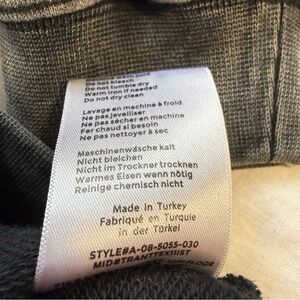 Do not bleach
Do not tumble dry
Warm iron if needed
Do not dry clean
Lavage en machine à froid
Ne pas javelliser
Ne pas sécher en machine
Fer chaud si besoin
Ne pas nettoyer à sec
Maschinenwäsche kalt
Nicht bleichen
Nicht im Trockner trocknen
Warmes Eisen wenn nötig
Reinige chemisch nicht
Made in Turkey
Fabriqué en Turquie
in der Türkei
STYLE#A-08-5055-030
MID#TRANTTEX111IST